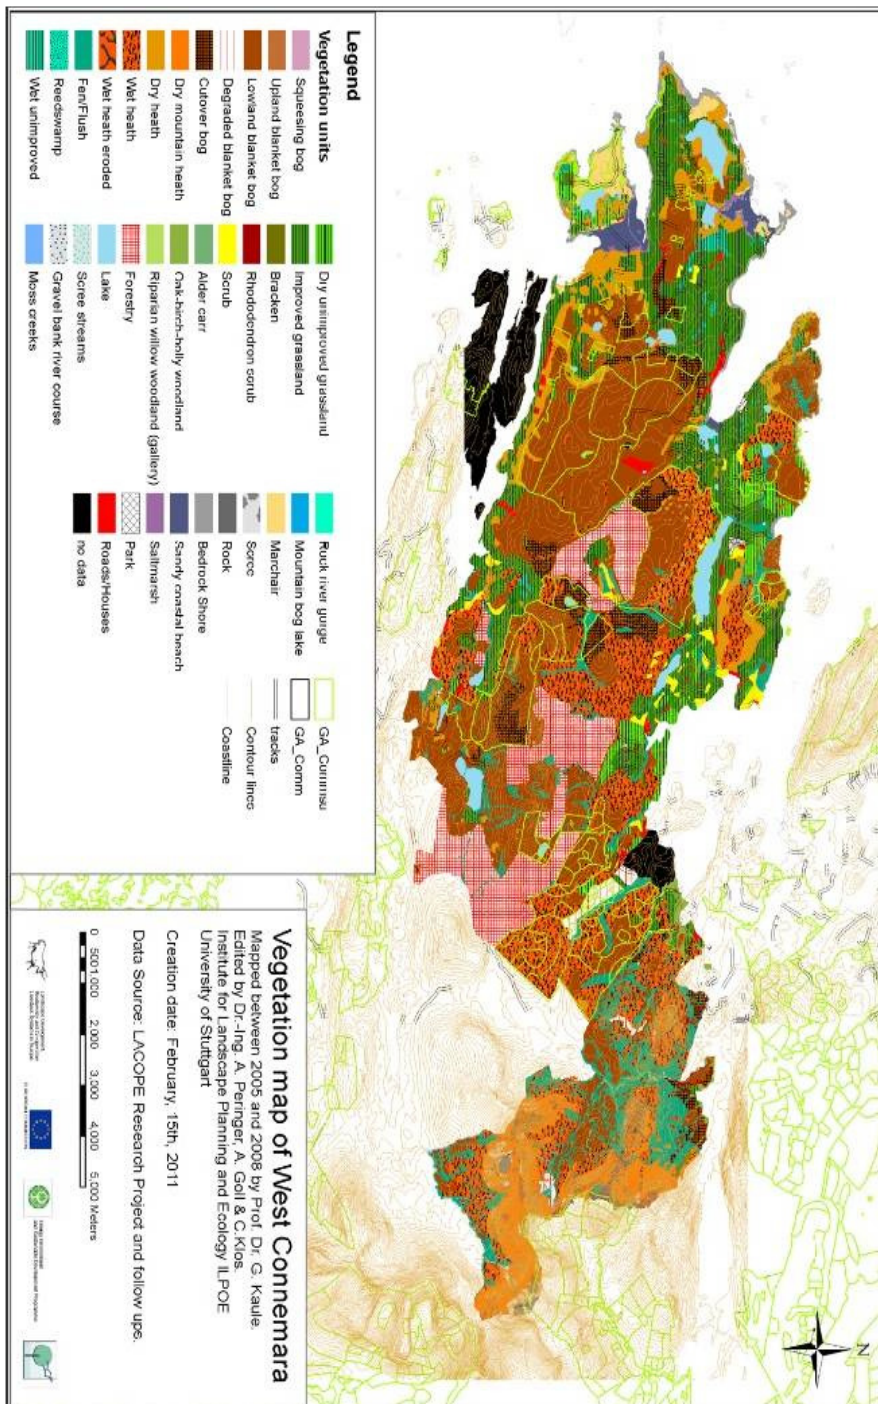 Legend
Vegetation units
Squeesing bog
Upland blanket bog
Lowland blanket bog
Degraded blanket bog
Cutover bog
Dry mountain heath
Dry heath
Wet heath
Wet heath eroded
Fen/Flush
Reedswamp
Wet unimproved
Dry unimproved grassland
Improved grassland
Bracken
Rhododendron scrub
Scrub
Alder carr
Oak-birch-holly woodland
Riparian willow woodland (gallery)
Forestry
Lake
Scree streams
Gravel bank river course
Moss creeks
Rock river gorge
Mountain bog lake
Marchair
Scree
Rock
Bedrock Shore
Sandy coastal beach
Saltmarsh
Park
Roads/Houses
no data
GA_Commsu
GA_Comm
tracks
Contour lines
Coastline
Vegetation map of West Connemara
Mapped between 2005 and 2008 by Prof. Dr. G. Kaule.
Edited by Dr.-Ing. A. Peringer, A. Goll & C.Klos.
Institute for Landscape Planning and Ecology ILPOE
University of Stuttgart
Creation date: February, 15th, 2011
Data Source: LACOPE Research Project and follow ups.
0 500 1.000 2.000 3.000 4.000 5.000 Meters
N